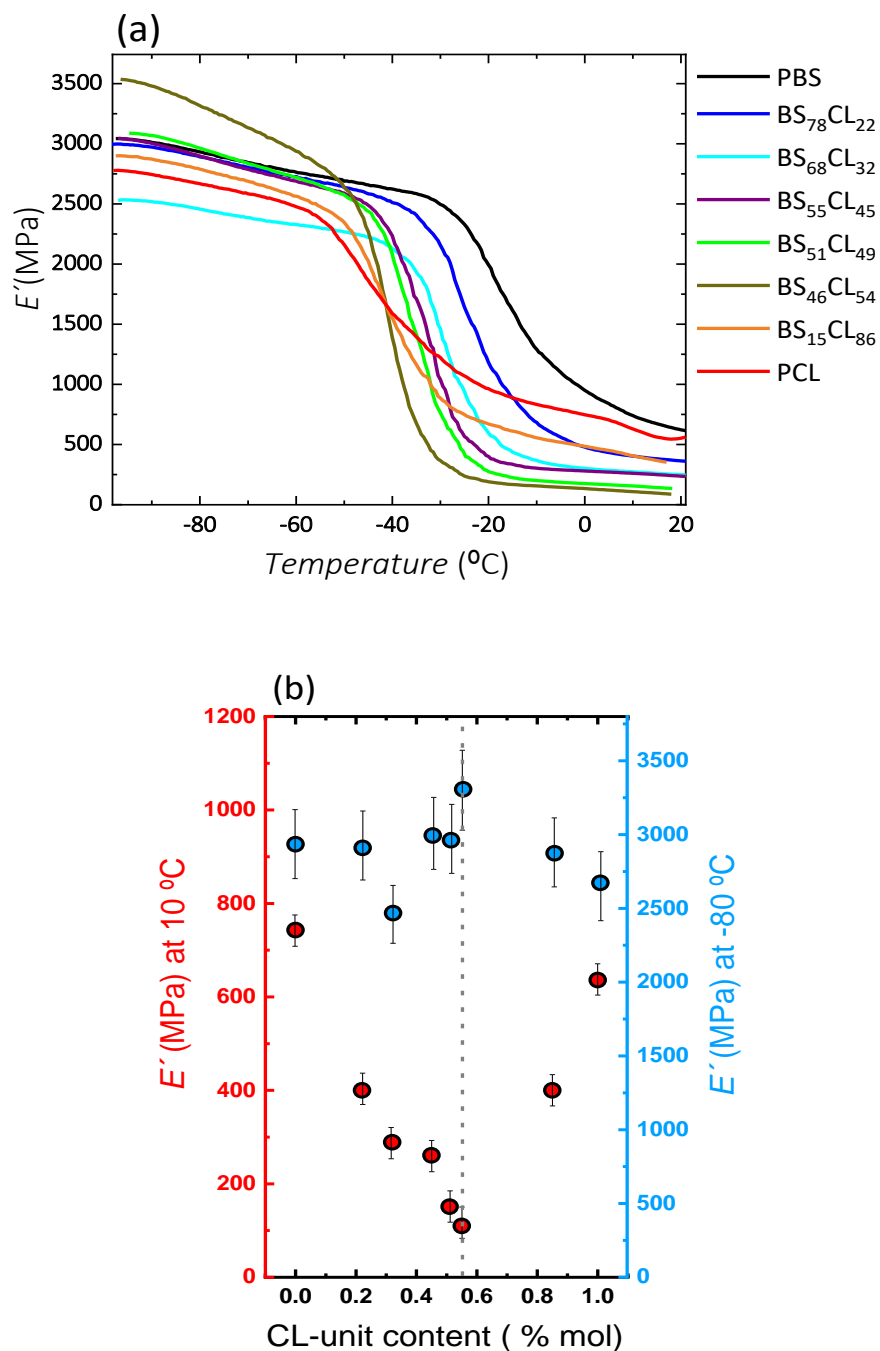 (a)
E´(MPa)
3500
3000
2500
2000
1500
1000
500
0
-80
-60
-40
-20
0
20
Temperature (⁰C)
PBS
BS₇₈CL₂₂
BS₆₈CL₃₂
BS₅₅CL₄₅
BS₅₁CL₄₉
BS₄₆CL₅₄
BS₁₅CL₈₆
PCL
(b)
E´ (MPa) at 10 ºC
1200
1000
800
600
400
200
0
0.0
0.2
0.4
0.6
0.8
1.0
CL-unit content ( % mol)
3500
3000
2500
2000
1500
1000
500
0
E´ (MPa) at -80 ºC